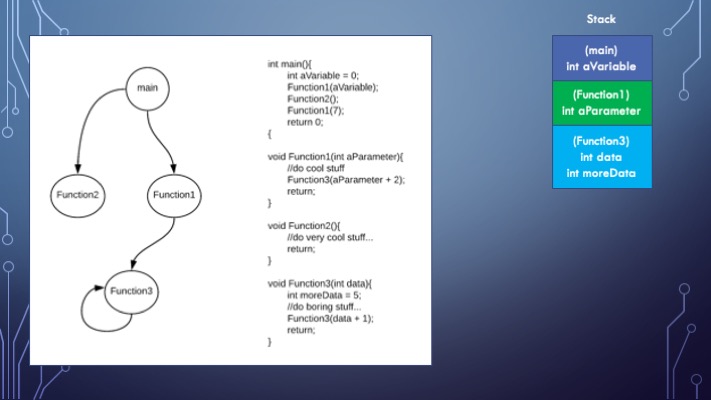 Stack
main
Function2
Function1
Function3
int main(){
int aVariable = 0;
Function1(aVariable);
Function2();
Function1(7);
return 0;
{
void Function1(int aParameter){
//do cool stuff
Function3(aParameter + 2);
return;
}
void Function2(){
//do very cool stuff...
return;
}
void Function3(int data){
int moreData = 5;
//do boring stuff...
Function3(data + 1);
return;
}
(main)
int aVariable
(Function1)
int aParameter
(Function3)
int data
int moreData